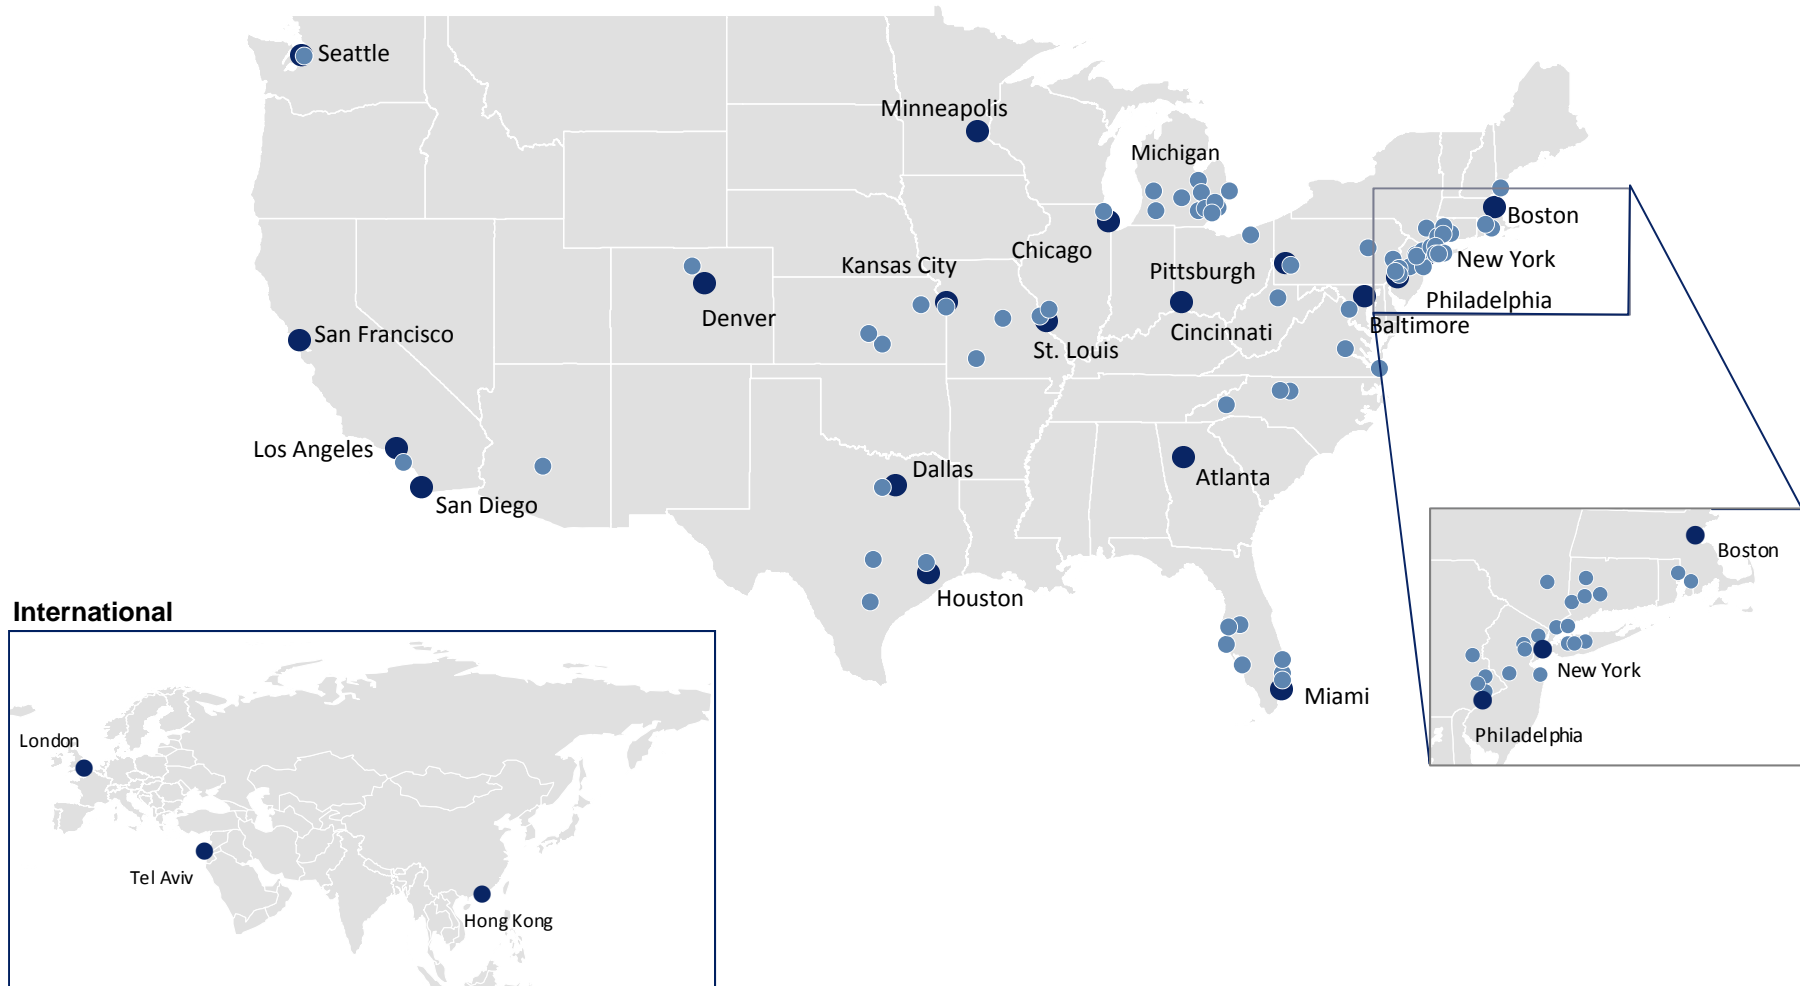 Seattle
Minneapolis
Michigan
Boston
Chicago
Kansas City
Pittsburgh
New York
Philadelphia
Denver
Baltimore
Cincinnati
San Francisco
St. Louis
Los Angeles
Dallas
Atlanta
San Diego
Boston
Houston
International
New York
Miami
Philadelphia
London
Tel Aviv
Hong Kong